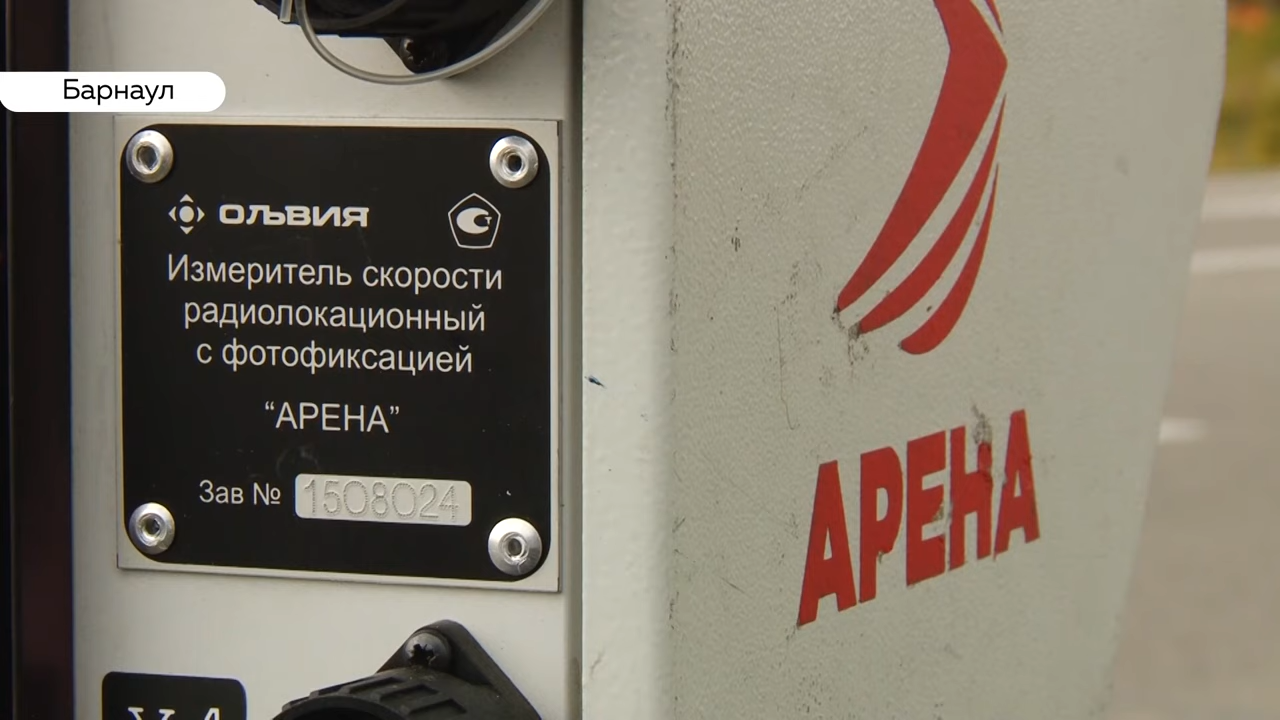 Барнаул
ОЛЬВИЯ
Измеритель скорости
радиолокационный
с фотофиксацией
“АРЕНА”
Зав № 1508024
АРЕНА